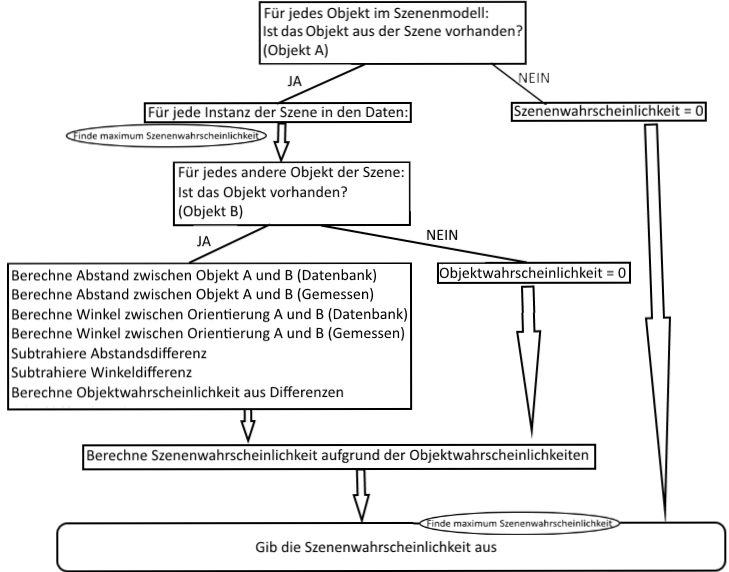 Für jedes Objekt im Szenenmodell:
Ist das Objekt aus der Szene vorhanden?
(Objekt A)
JA
NEIN
Für jede Instanz der Szene in den Daten:
Szenenwahrscheinlichkeit = 0
Finde maximum Szenenwahrscheinlichkeit
Für jedes andere Objekt der Szene:
Ist das Objekt vorhanden?
(Objekt B)
JA
NEIN
Berechne Abstand zwischen Objekt A und B (Datenbank)
Berechne Abstand zwischen Objekt A und B (Gemessen)
Berechne Winkel zwischen Orientierung A und B (Datenbank)
Berechne Winkel zwischen Orientierung A und B (Gemessen)
Subtrahiere Abstandsdifferenz
Subtrahiere Winkeldifferenz
Berechne Objektwahrscheinlichkeit aus Differenzen
Objektwahrscheinlichkeit = 0
Berechne Szenenwahrscheinlichkeit aufgrund der Objektwahrscheinlichkeiten
Finde maximum Szenenwahrscheinlichkeit
Gib die Szenenwahrscheinlichkeit aus